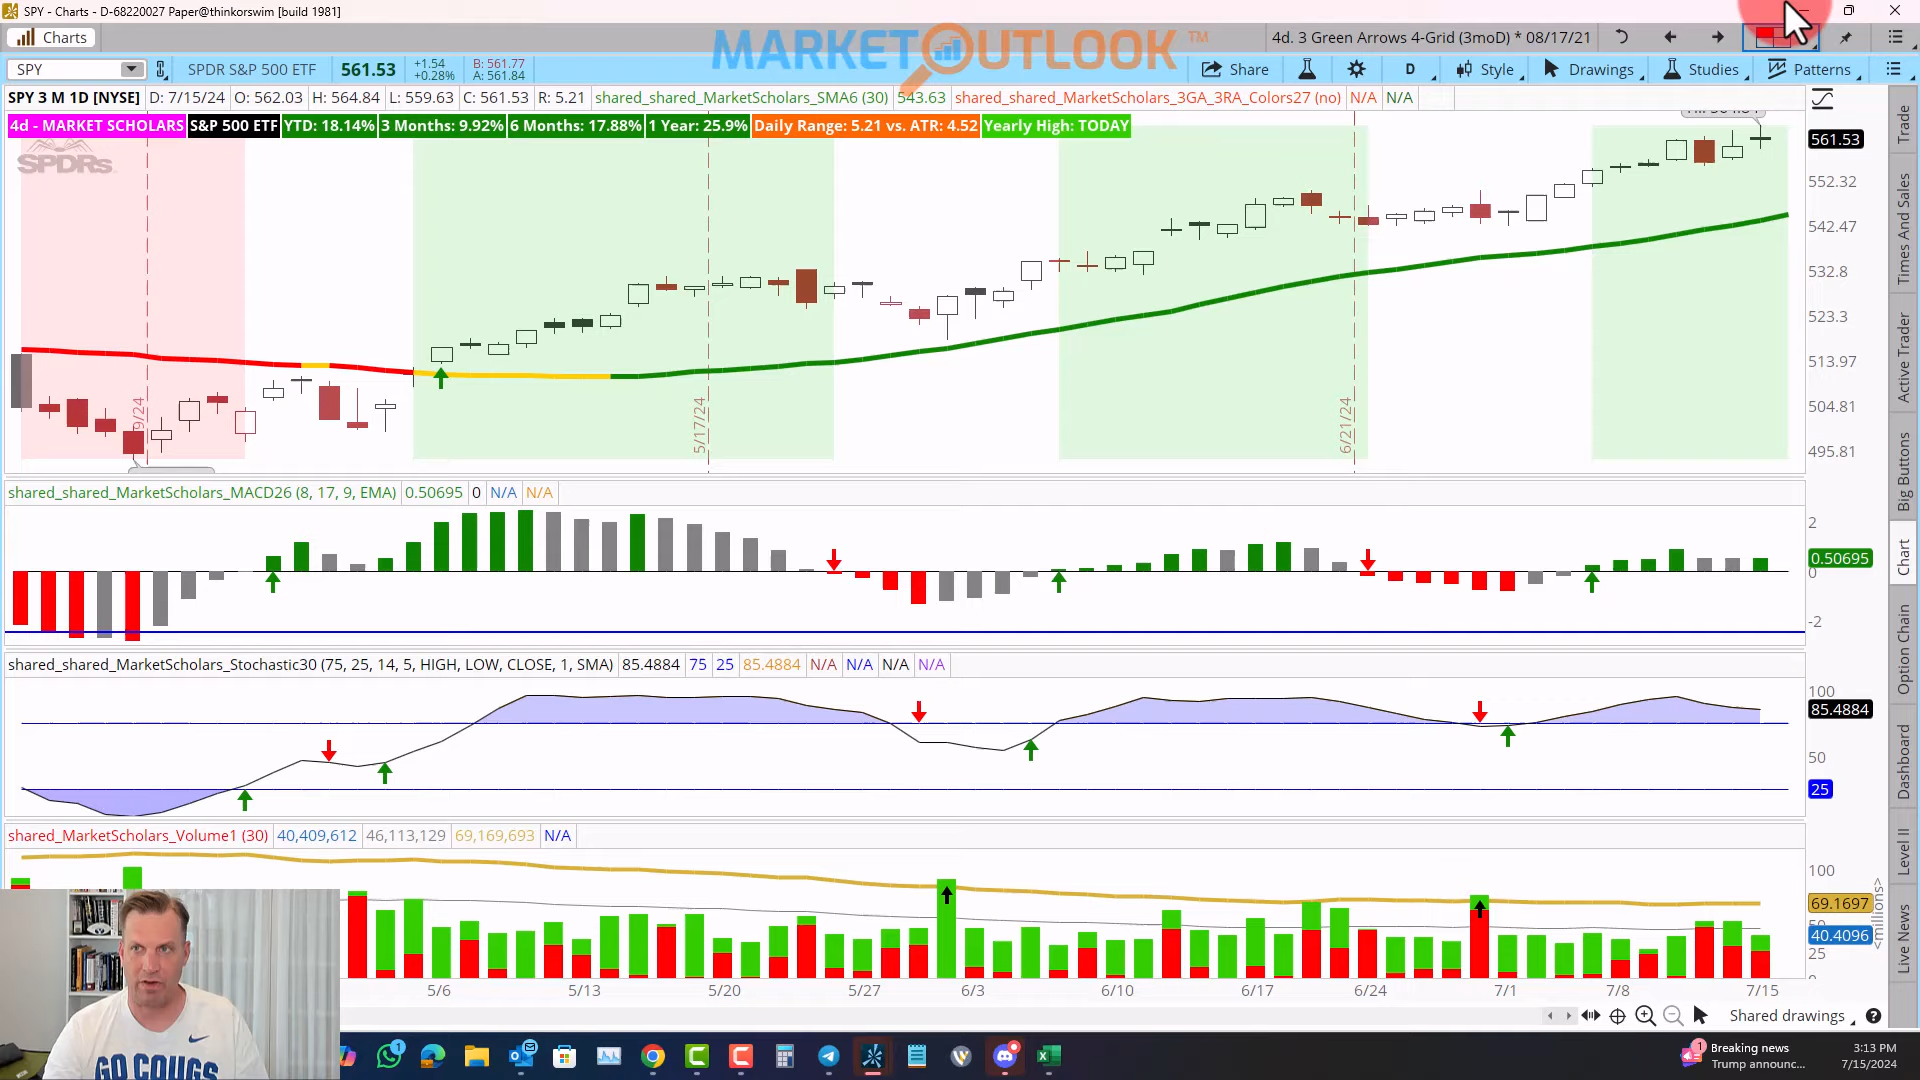 SPY - Charts - D-68220027 Paper@thinkorswim [build 1981]
Charts
MARKETOUTLOOK TM
4d. 3 Green Arrows 4-Grid (3moD) * 08/17/21
SPY
SPDR S&P 500 ETF
561.53
+1.54
+0.28%
B: 561.77
A: 561.84
Share
D
Style
Drawings
Studies
Patterns
SPY 3 M 1D [NYSE] D: 7/15/24 O: 562.03 H: 564.84 L: 559.63 C: 561.53 R: 5.21 shared_shared_MarketScholars_SMA6 (30) 543.63 shared_shared_MarketScholars_3GA_3RA_Colors27 (no) N/A N/A
4d - MARKET SCHOLARS S&P 500 ETF YTD: 18.14% 3 Months: 9.92% 6 Months: 17.88% 1 Year: 25.9% Daily Range: 5.21 vs. ATR: 4.52 Yearly High: TODAY
SPDRs
561.53
552.32
542.47
532.8
523.3
513.97
504.81
495.81
9/24
5/17/24
6/21/24
shared_shared_MarketScholars_MACD26 (8, 17, 9, EMA) 0.50695 0 N/A N/A
2
0.50695
0
-2
shared_shared_MarketScholars_Stochastic30 (75, 25, 14, 5, HIGH, LOW, CLOSE, 1, SMA) 85.4884 75 25 85.4884 N/A N/A N/A N/A
100
85.4884
50
25
shared_MarketScholars_Volume1 (30) 40,409,612 46,113,129 69,169,693 N/A
100
69.1697
40.4096
25
<millions>
5/6 5/13 5/20 5/27 6/3 6/10 6/17 6/24 7/1 7/8 7/15
Shared drawings
Trade
Times And Sales
Active Trader
Big Buttons
Chart
Option Chain
Dashboard
Level II
Live News
GO COUGS
1
1
Breaking news
Trump announc...
3:13 PM
7/15/2024